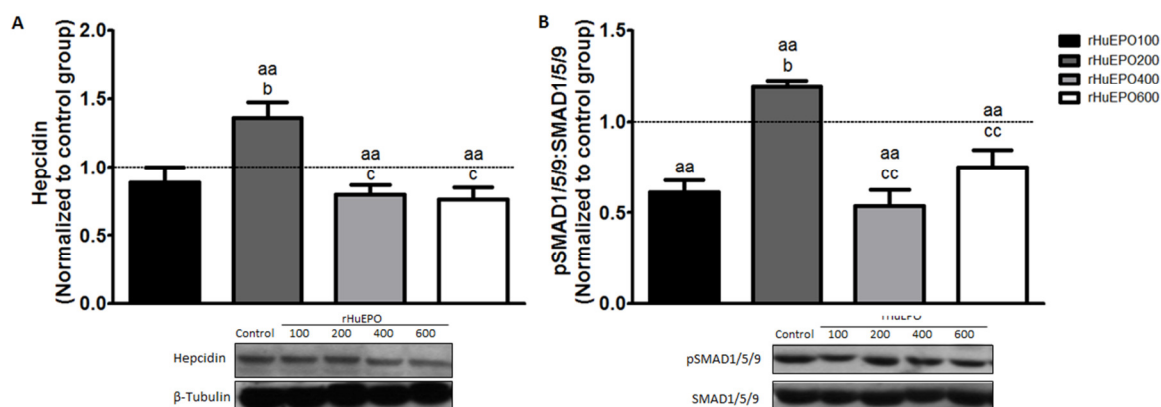 A
Hepcidin
(Normalized to control group)
2.0
1.5
1.0
0.5
0.0
aa
b
aa
c
aa
c
rHuEPO
Control 100 200 400 600
Hepcidin
β-Tubulin
B
pSMAD1/5/9:SMAD1/5/9
(Normalized to control group)
1.5
1.0
0.5
0.0
aa
aa
b
aa
cc
aa
cc
rHuEPO100
rHuEPO200
rHuEPO400
rHuEPO600
rHuEPO
Control 100 200 400 600
pSMAD1/5/9
SMAD1/5/9